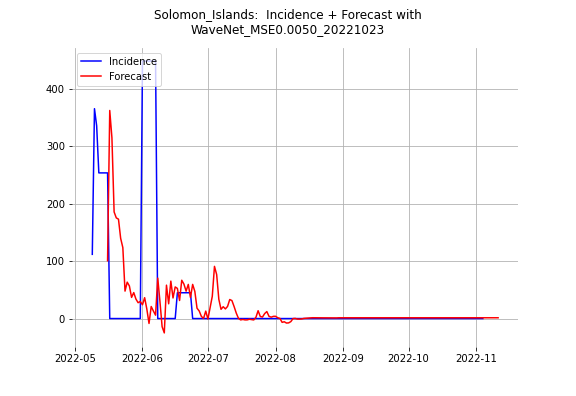 Solomon_Islands:  Incidence + Forecast with
WaveNet_MSE0.0050_20221023
Incidence
Forecast
400
300
200
100
0
2022-05 2022-06 2022-07 2022-08 2022-09 2022-10 2022-11